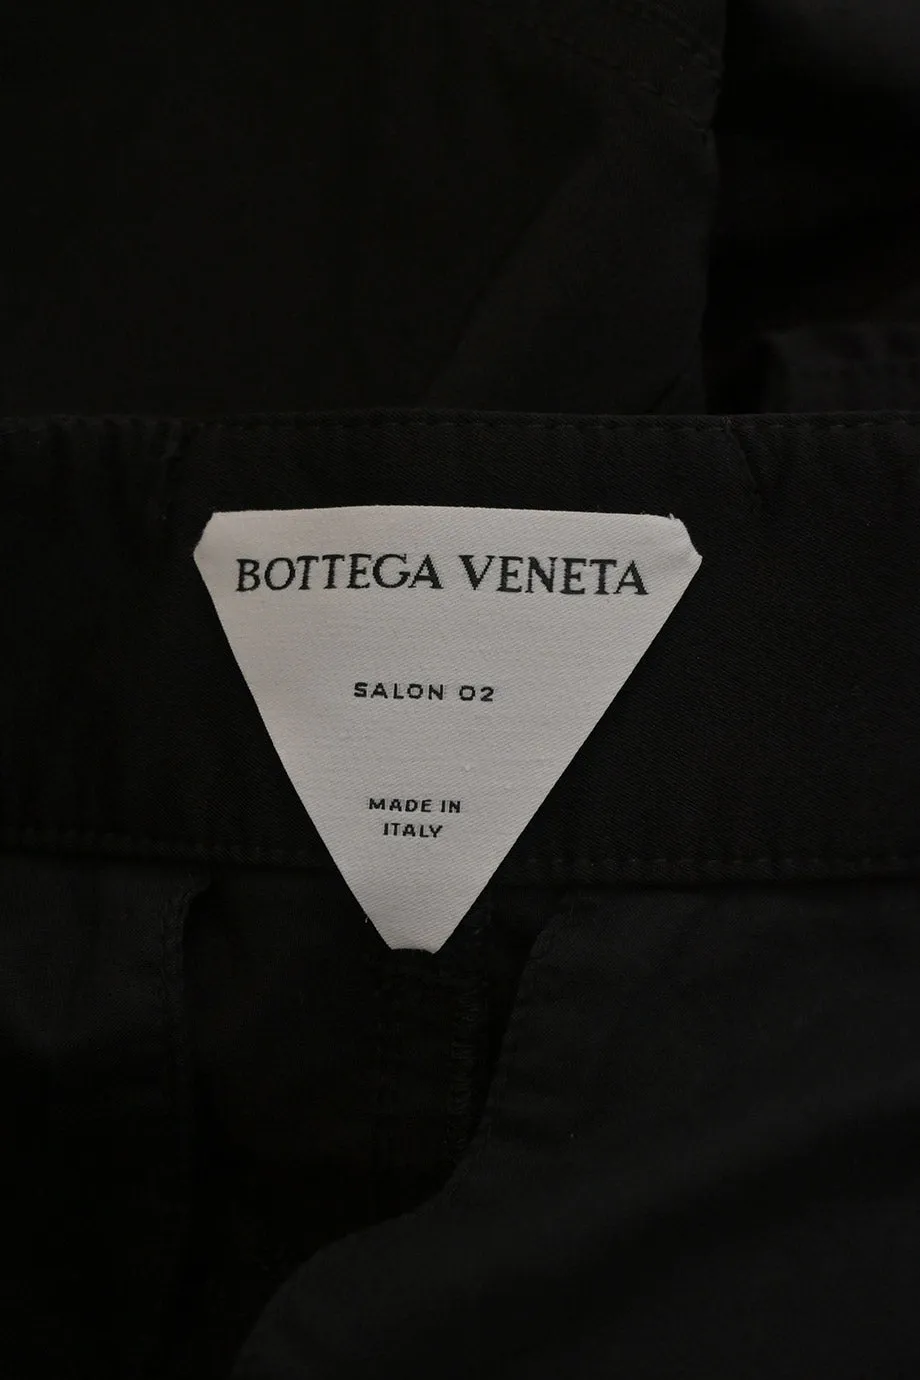 BOTTEGA VENETA
SALON 02
MADE IN
ITALY